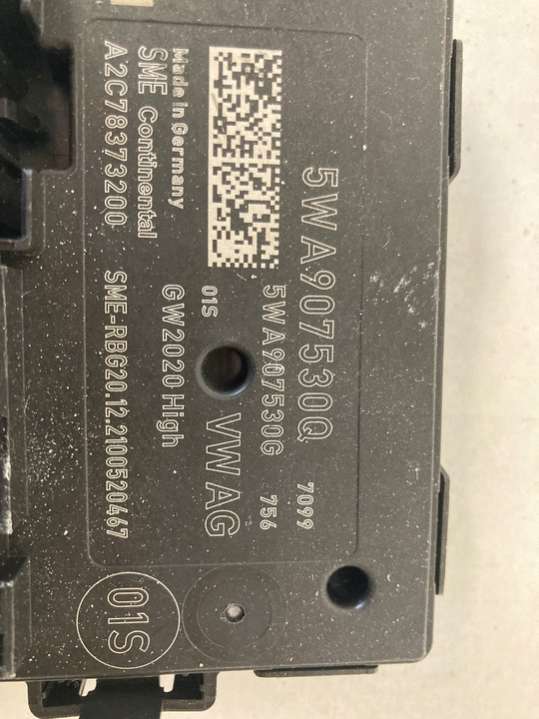 5WA907530Q 7099
5WA907530G 756
01S VW AG
GW2020 High
Made in Germany
SME Continental
A2C78373200 SME-RBG20.12.2100520467
01S